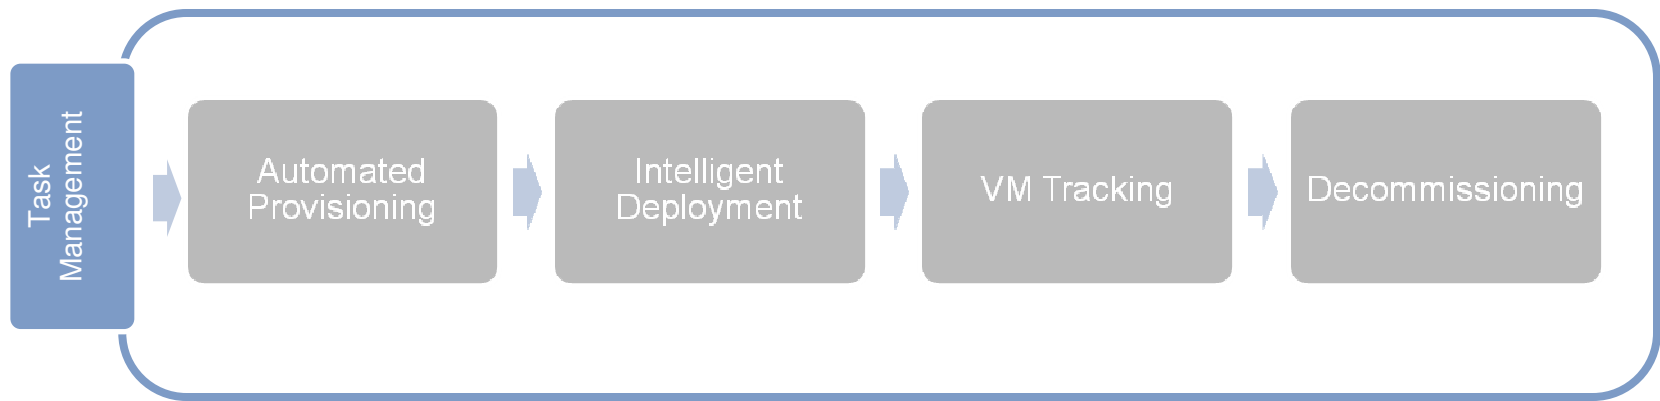 Task
Management
Automated
Provisioning
Intelligent
Deployment
VM Tracking
Decommissioning